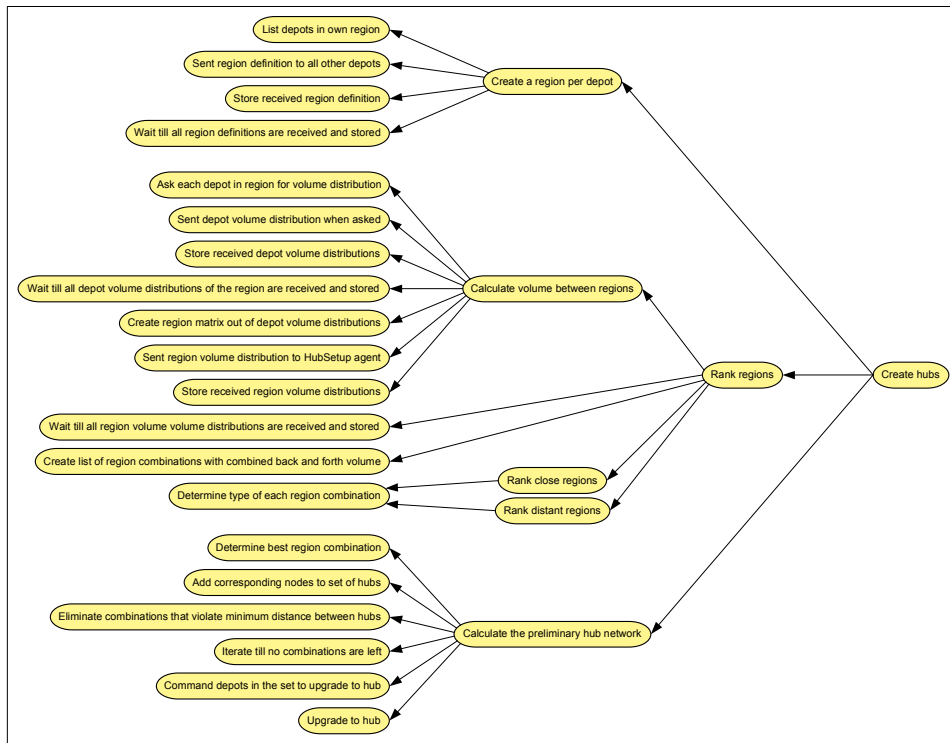 List depots in own region
Sent region definition to all other depots
Create a region per depot
Store received region definition
Wait till all region definitions are received and stored
Ask each depot in region for volume distribution
Sent depot volume distribution when asked
Store received depot volume distributions
Wait till all depot volume distributions of the region are received and stored
Calculate volume between regions
Create region matrix out of depot volume distributions
Sent region volume distribution to HubSetup agent
Store received region volume distributions
Rank regions
Create hubs
Wait till all region volume volume distributions are received and stored
Create list of region combinations with combined back and forth volume
Rank close regions
Determine type of each region combination
Rank distant regions
Determine best region combination
Add corresponding nodes to set of hubs
Eliminate combinations that violate minimum distance between hubs
Calculate the preliminary hub network
Iterate till no combinations are left
Command depots in the set to upgrade to hub
Upgrade to hub